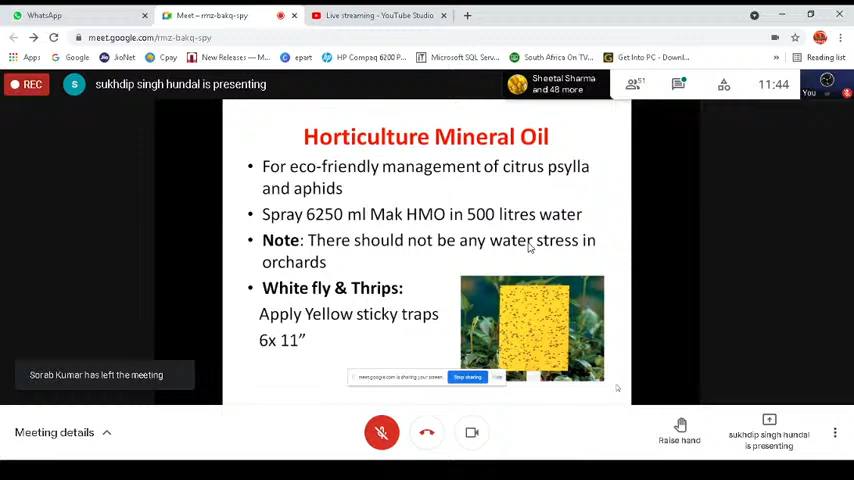 WhatsApp
Meet – rmz-bakq-spy
Live streaming - YouTube Studio
meet.google.com/rmz-bakq-spy
Apps
Google
JioNet
Cpay
New Releases — M...
epart
HP Compaq 6200 P...
Microsoft SQL Serv...
South Africa On TV...
Get Into PC - Downl...
Reading list
REC
S
sukhdip singh hundal is presenting
Sheetal Sharma
and 48 more
51
11:44
You
Horticulture Mineral Oil
• For eco-friendly management of citrus psylla
and aphids
• Spray 6250 ml Mak HMO in 500 litres water
• Note: There should not be any water stress in
orchards
• White fly & Thrips:
Apply Yellow sticky traps
6x 11”
meet.google.com is sharing your screen.
Stop sharing
Hide
Sorab Kumar has left the meeting
Meeting details
Raise hand
sukhdip singh hundal
is presenting